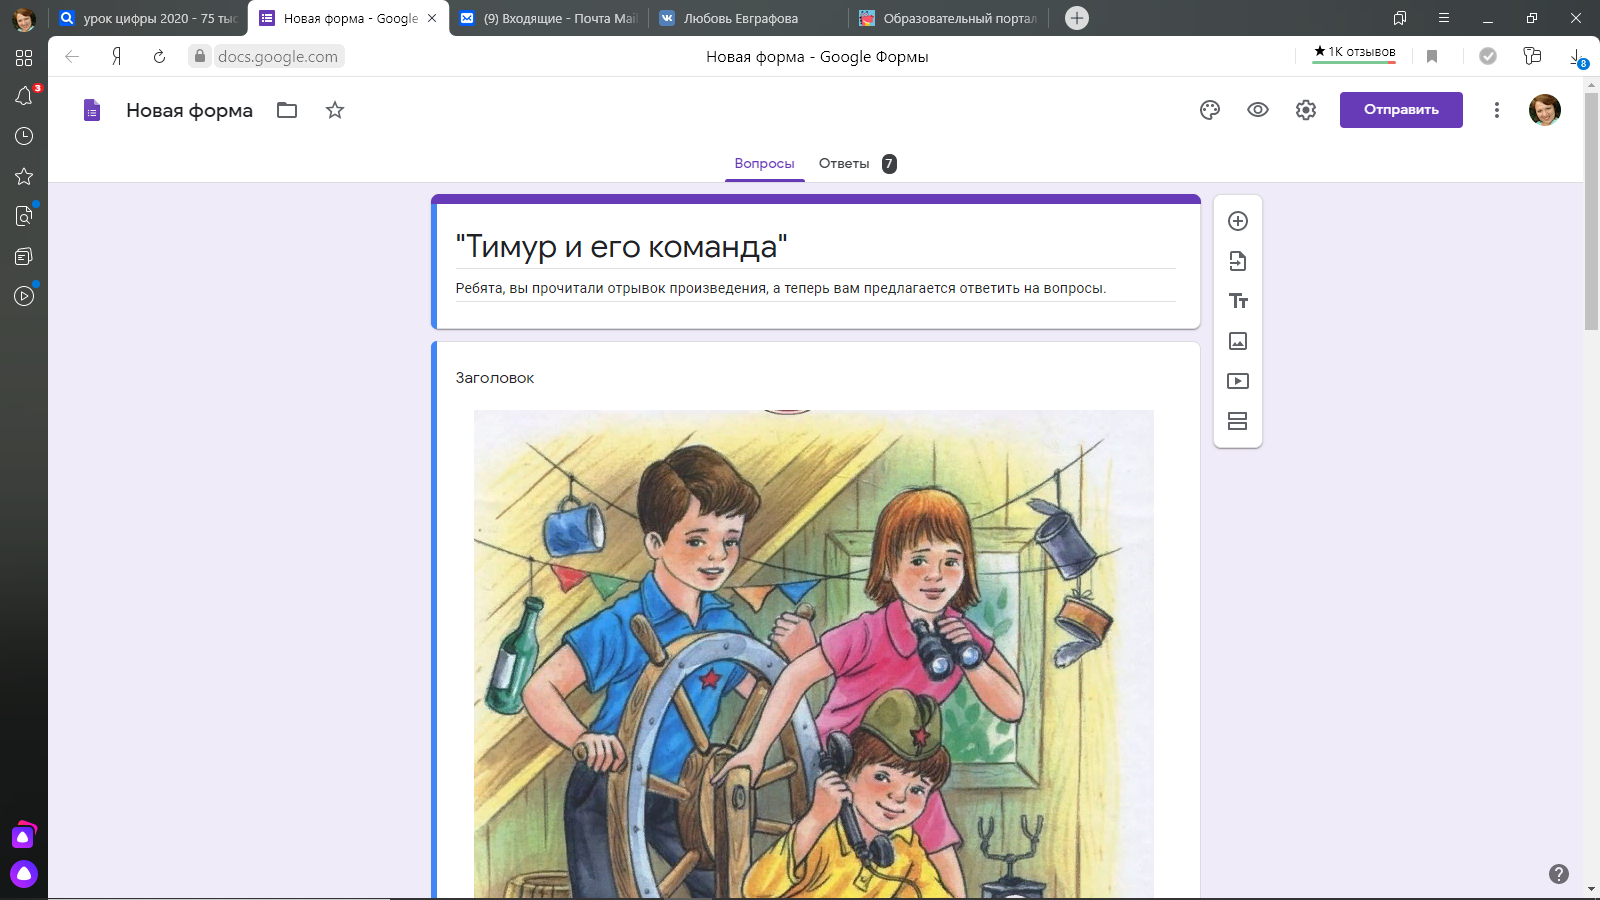 урок цифры 2020 - 75 тыс
Новая форма - Google
(9) Входящие - Почта Mail
Любовь Евграфова
Образовательный портал
3
Я
docs.google.com
Новая форма - Google Формы
★ 1К отзывов
8
Новая форма
Отправить
Вопросы
Ответы 7
"Тимур и его команда"
Ребята, вы прочитали отрывок произведения, а теперь вам предлагается ответить на вопросы.
Заголовок